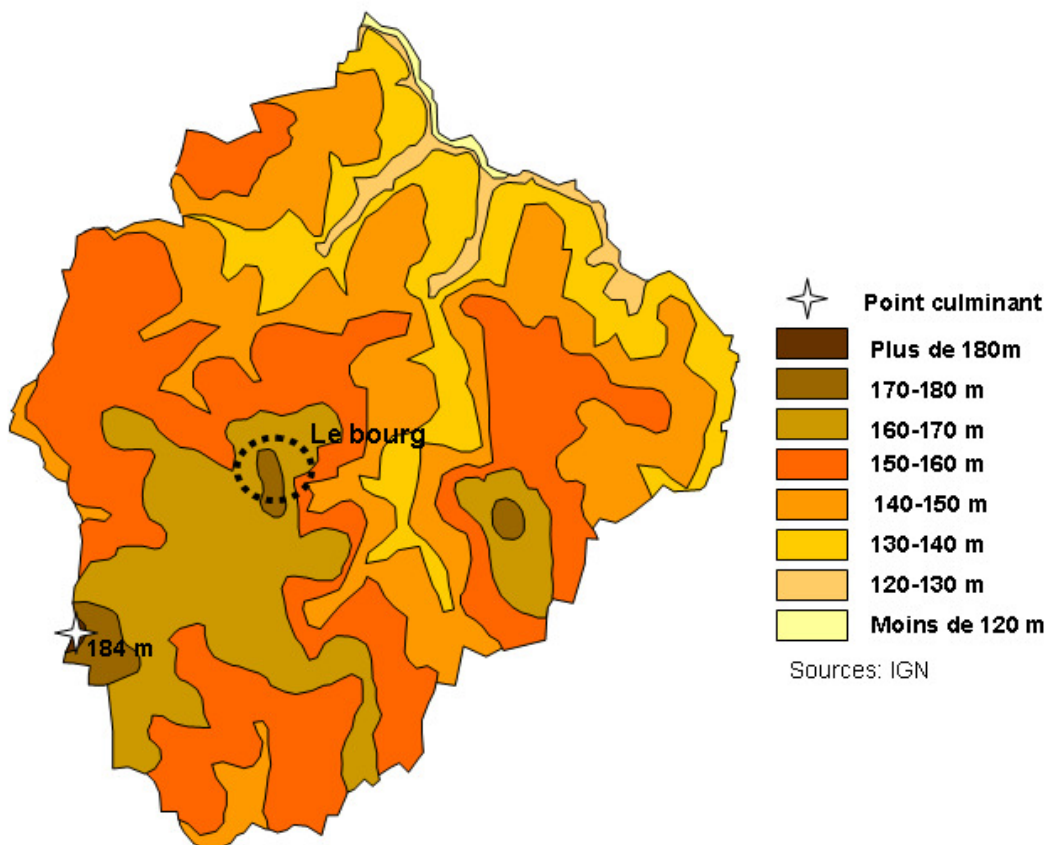 Le bourg
184 m
Point culminant
Plus de 180m
170-180 m
160-170 m
150-160 m
140-150 m
130-140 m
120-130 m
Moins de 120 m
Sources: IGN